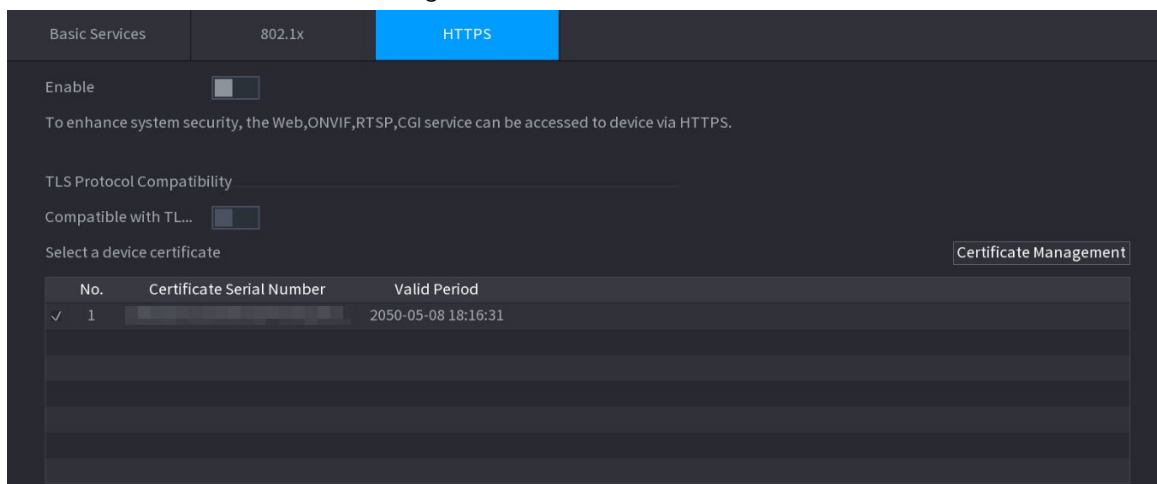 Basic Services 802.1x HTTPS
Enable
To enhance system security, the Web,ONVIF,RTSP,CGI service can be accessed to device via HTTPS.
TLS Protocol Compatibility
Compatible with TL...
Select a device certificate Certificate Management
No. Certificate Serial Number Valid Period
1 2050-05-08 18:16:31